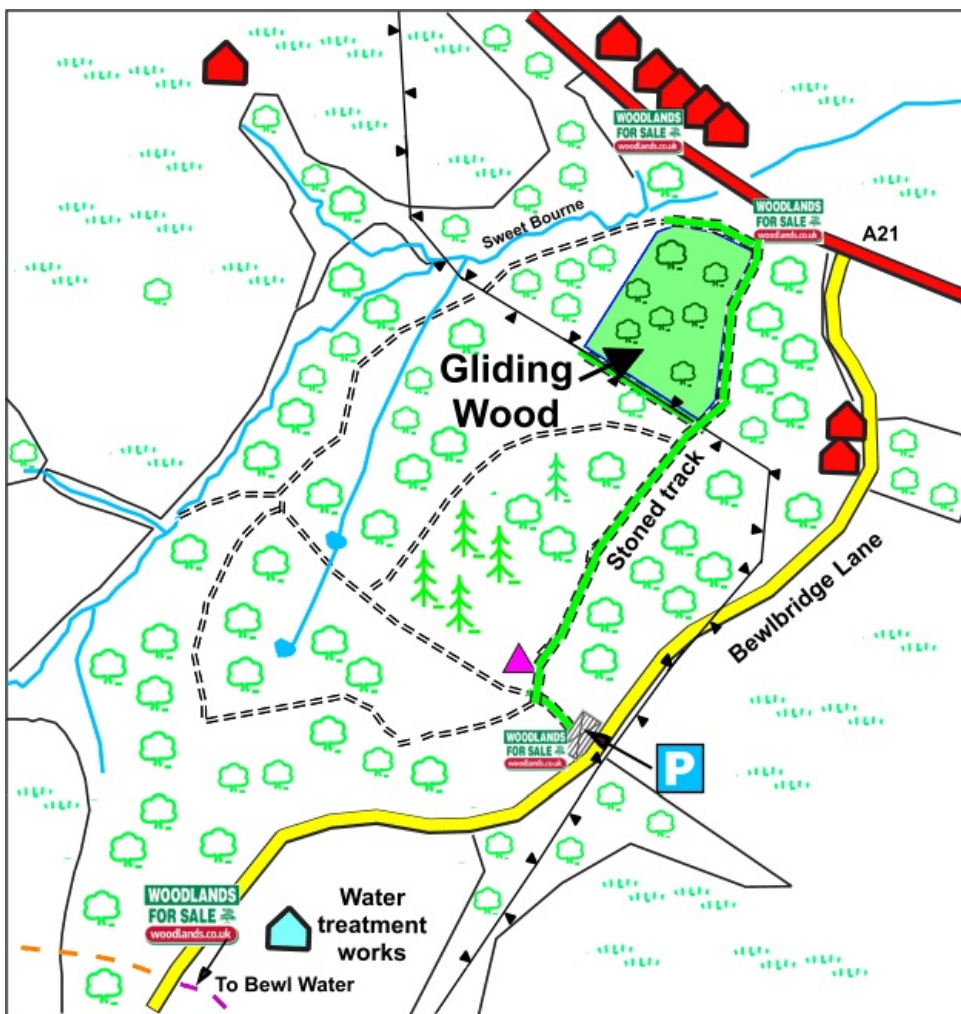 WOODLANDS
FOR SALE
woodlands.co.uk
WOODLANDS
FOR SALE
woodlands.co.uk
A21
Sweet Bourne
Gliding
Wood
Stoned track
Bewlbridge Lane
WOODLANDS
FOR SALE
woodlands.co.uk
P
WOODLANDS
FOR SALE
woodlands.co.uk
Water
treatment
works
To Bewl Water